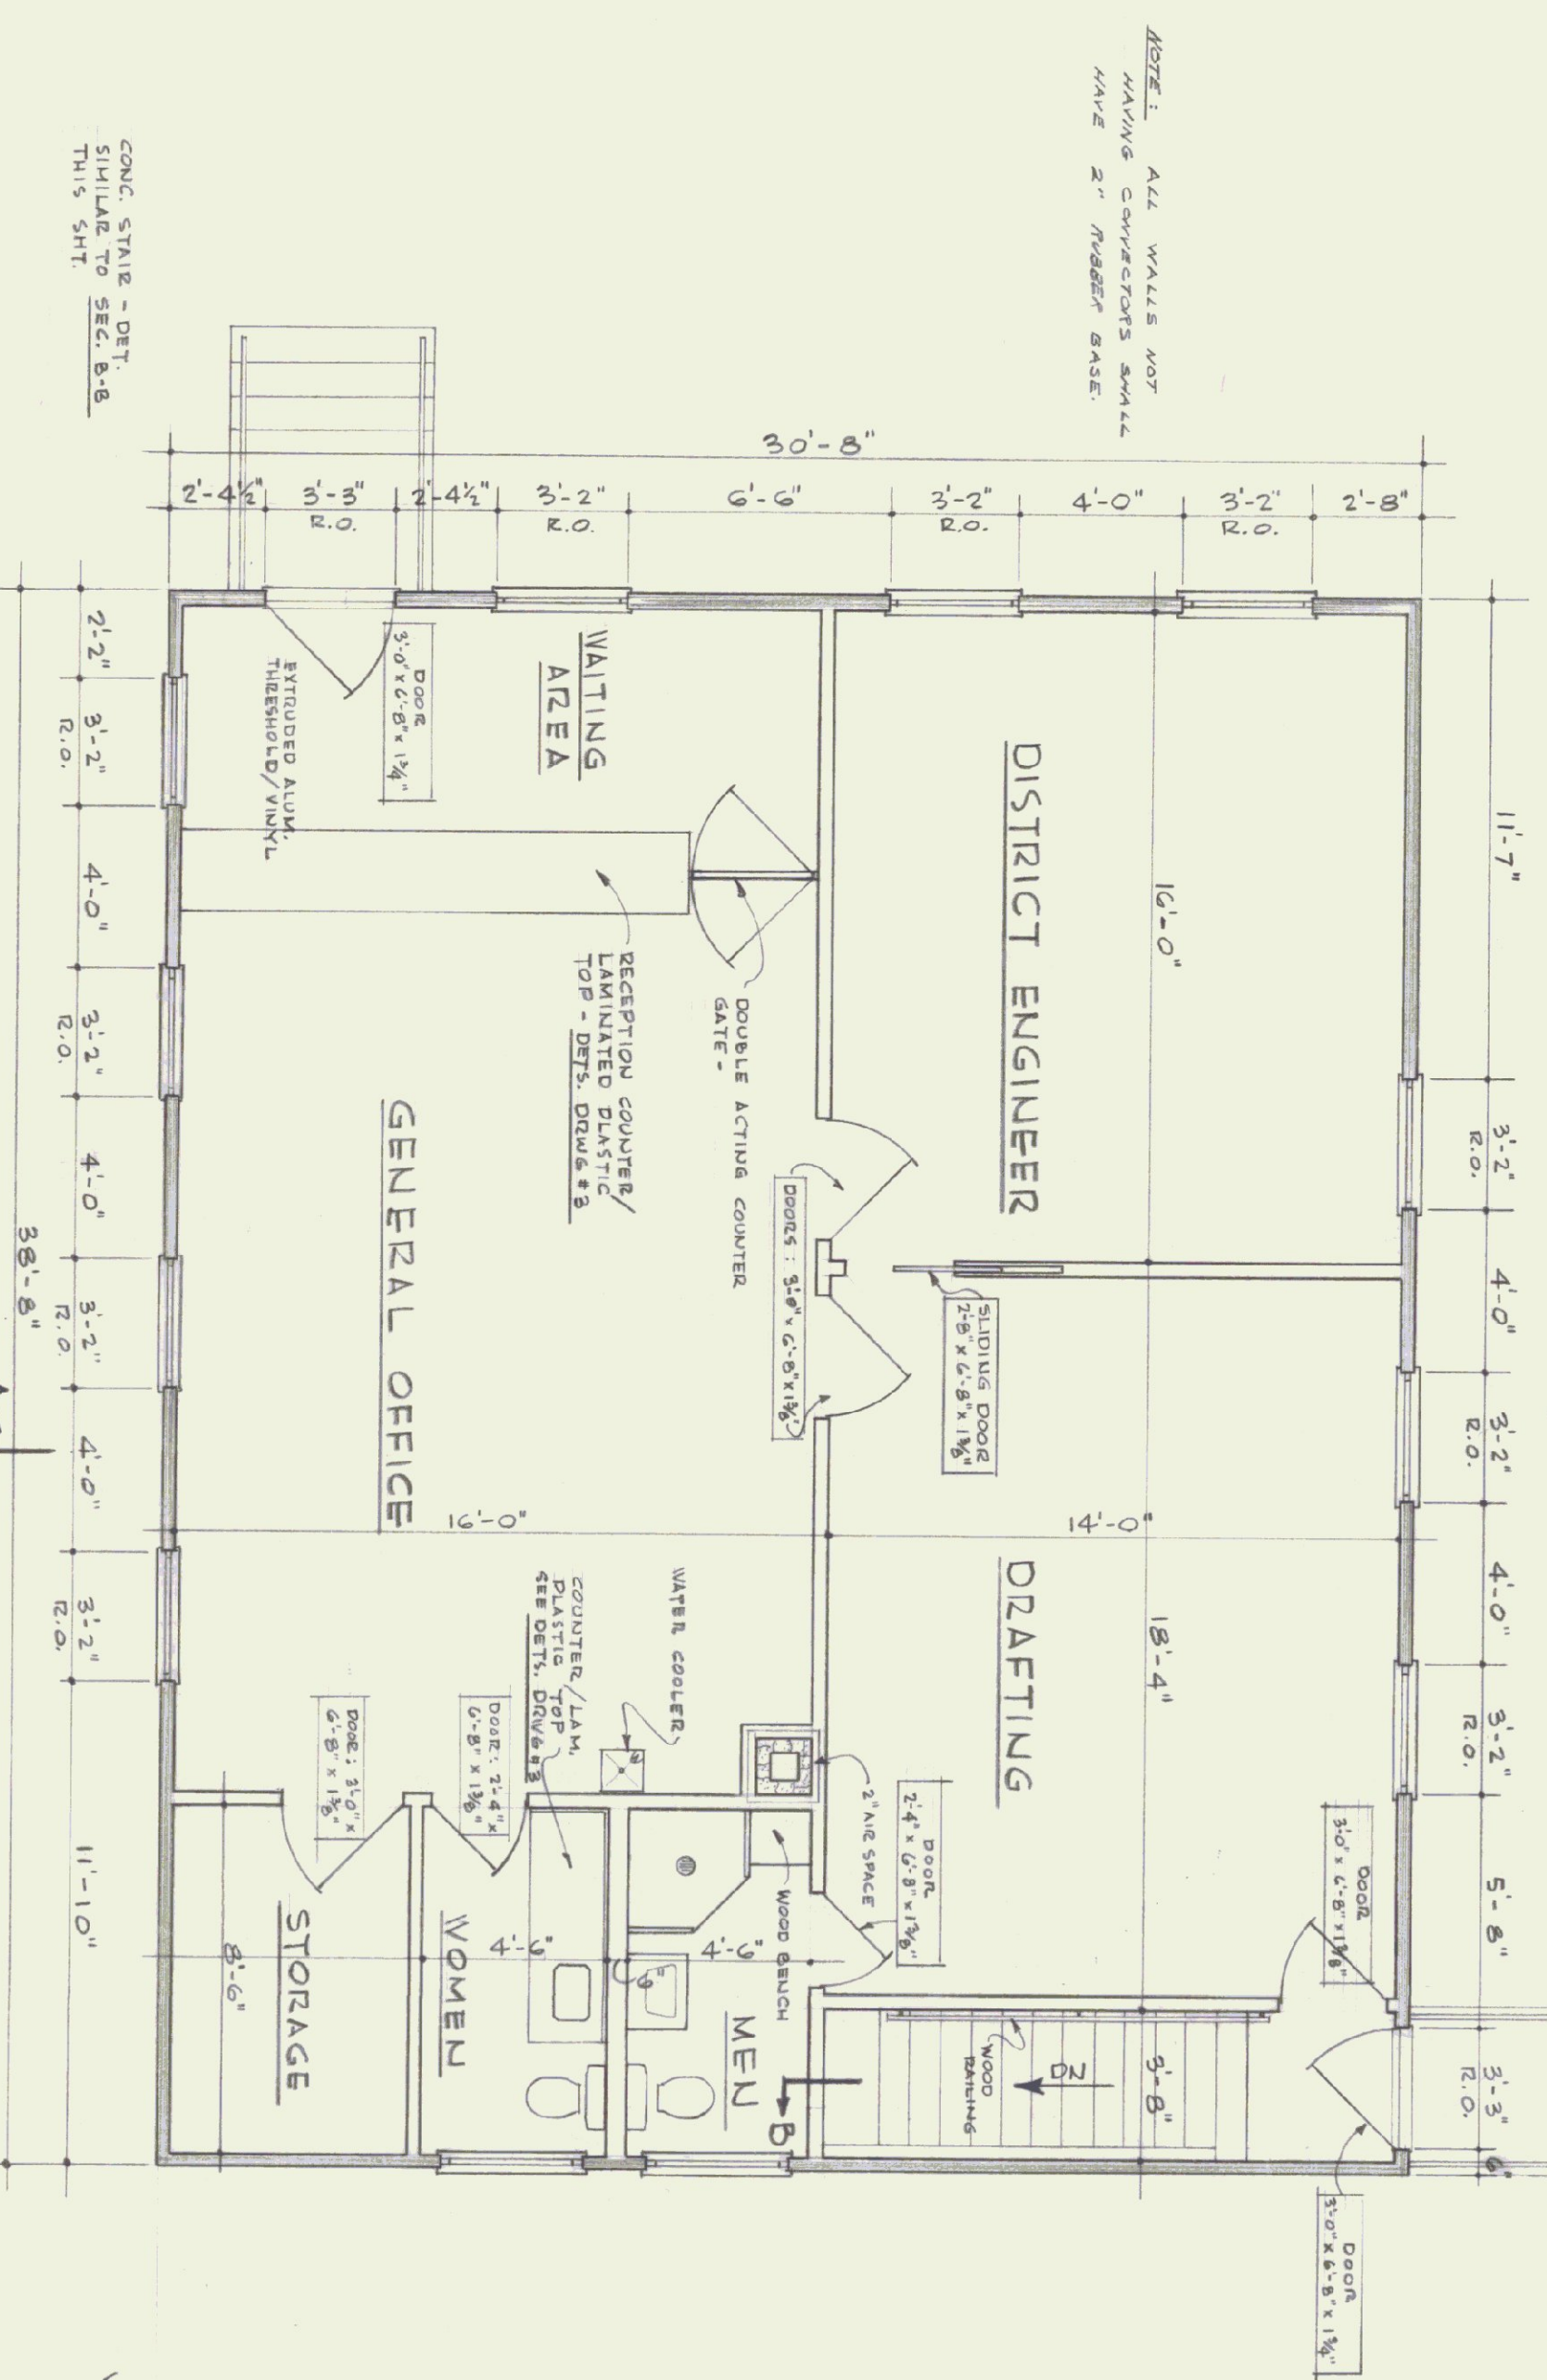 NOTE: ALL WALLS NOT
HAVING CONVECTORS SHALL
HAVE 2" RUBBER BASE.
CONC. STAIR - DET.
SIMILAR TO SEC. B-B
THIS SHT.
30'-8"
2'-4½"
3'-3"
R.O.
2'-4½"
3'-2"
R.O.
6'-6"
3'-2"
R.O.
4'-0"
3'-2"
R.O.
2'-8"
11'-7"
3'-2"
R.O.
4'-0"
3'-2"
R.O.
4'-0"
3'-2"
R.O.
5'-8"
3'-3"
R.O.
6"
DISTRICT ENGINEER
16'-0"
DRAFTING
18'-4"
14'-0"
SLIDING DOOR
2'-8" x 6'-8" x 1⅜"
DOORS: 3'-0" x 6'-8" x 1⅜"
DOOR
2'-4" x 6'-8" x 1⅜"
2" AIR SPACE
DOOR
3'-0" x 6'-8" x 1⅜"
DOOR
3'-0" x 6'-8" x 1¾"
3'-8"
DN
WOOD
RAILING
B
WAITING
AREA
DOOR
3'-0" x 6'-8" x 1¾"
EXTRUDED ALUM.
THRESHOLD/VINYL
DOUBLE ACTING COUNTER
GATE -
RECEPTION COUNTER/
LAMINATED PLASTIC
TOP - DETS. DRWG #3
GENERAL OFFICE
16'-0"
WATER COOLER
COUNTER/LAM.
PLASTIC TOP
SEE DETS. DRWG #3
DOOR: 2'-4" x
6'-8" x 1⅜"
DOOR: 3'-0" x
6'-8" x 1⅜"
WOOD BENCH
MEN
4'-6"
6"
WOMEN
4'-6"
STORAGE
8'-6"
2'-2"
3'-2"
R.O.
4'-0"
3'-2"
R.O.
4'-0"
3'-2"
R.O.
4'-0"
3'-2"
R.O.
11'-10"
38'-8"